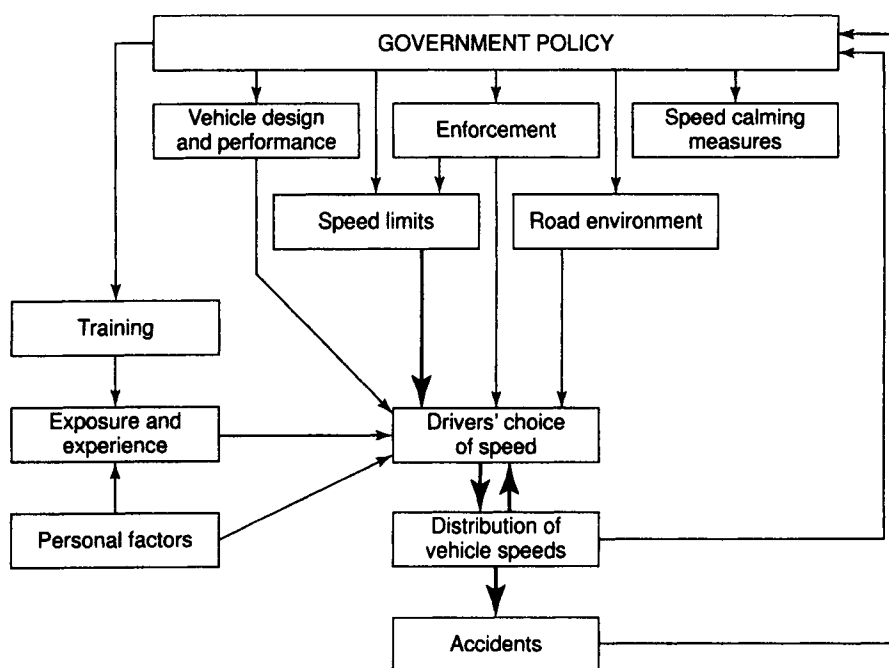 GOVERNMENT POLICY
Vehicle design
and performance
Enforcement
Speed calming
measures
Speed limits
Road environment
Training
Exposure and
experience
Drivers' choice
of speed
Personal factors
Distribution of
vehicle speeds
Accidents